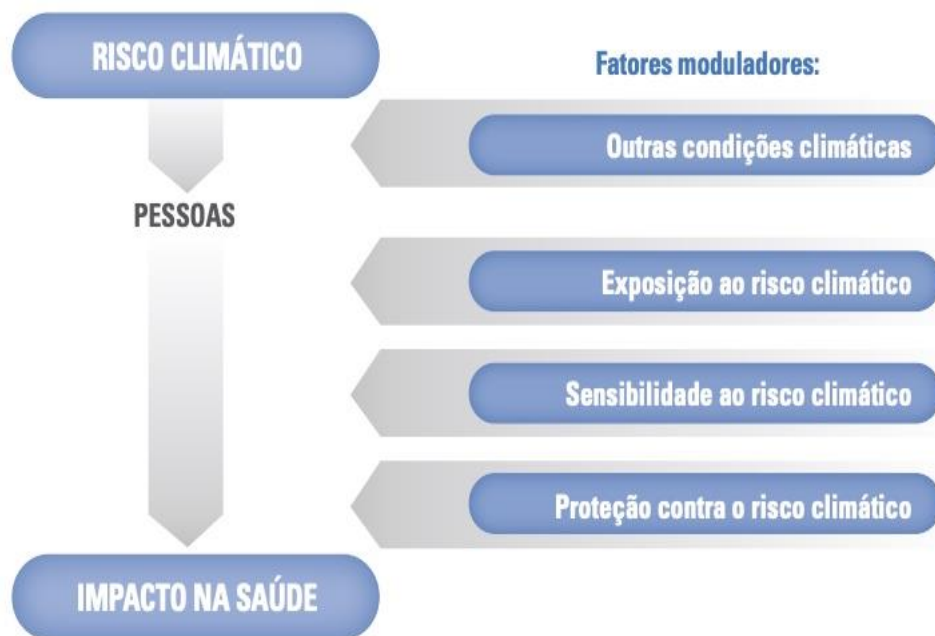 RISCO CLIMÁTICO
Fatores moduladores:
Outras condições climáticas
PESSOAS
Exposição ao risco climático
Sensibilidade ao risco climático
Proteção contra o risco climático
IMPACTO NA SAÚDE